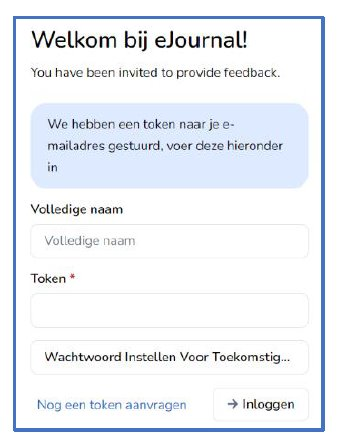 Welkom bij eJournal!
You have been invited to provide feedback.
We hebben een token naar je e-
mailadres gestuurd, voer deze hieronder
in
Volledige naam
Volledige naam
Token *
Wachtwoord Instellen Voor Toekomstig...
Nog een token aanvragen
→ Inloggen